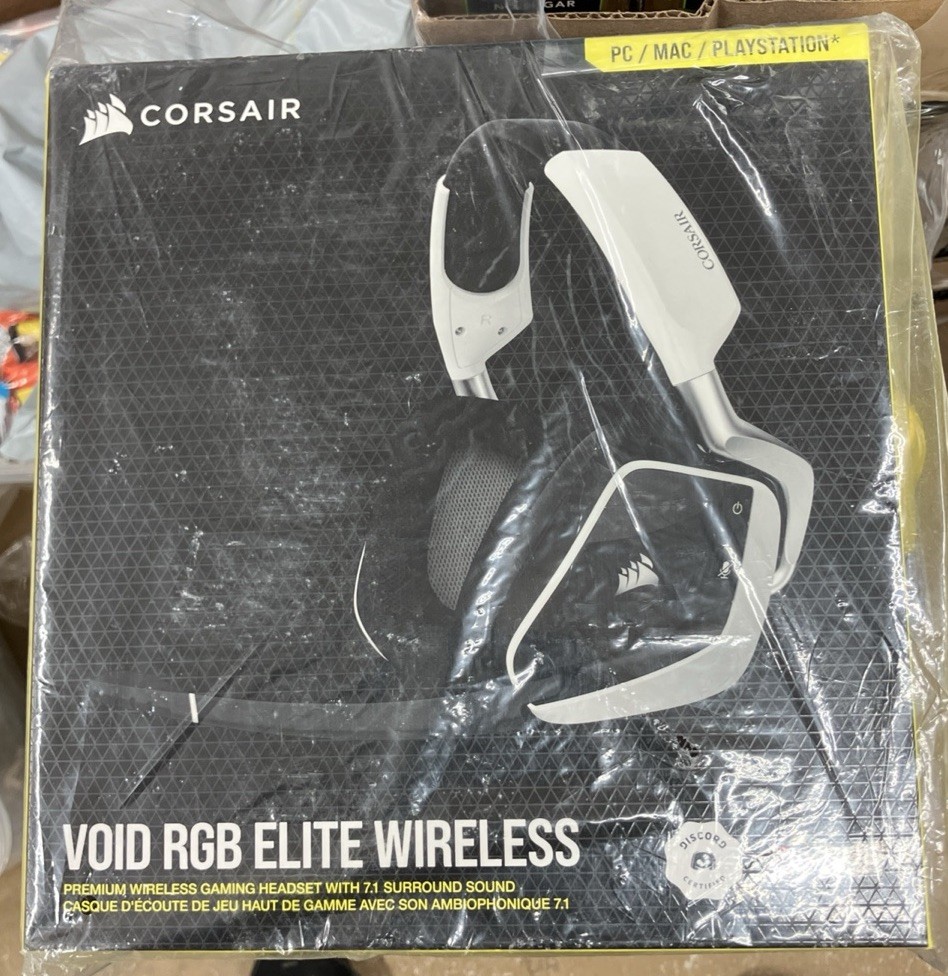 PC / MAC / PLAYSTATION*
CORSAIR
CORSAIR
R
VOID RGB ELITE WIRELESS
PREMIUM WIRELESS GAMING HEADSET WITH 7.1 SURROUND SOUND
CASQUE D'ÉCOUTE DE JEU HAUT DE GAMME AVEC SON AMBIOPHONIQUE 7.1
DISCORD
CERTIFIED